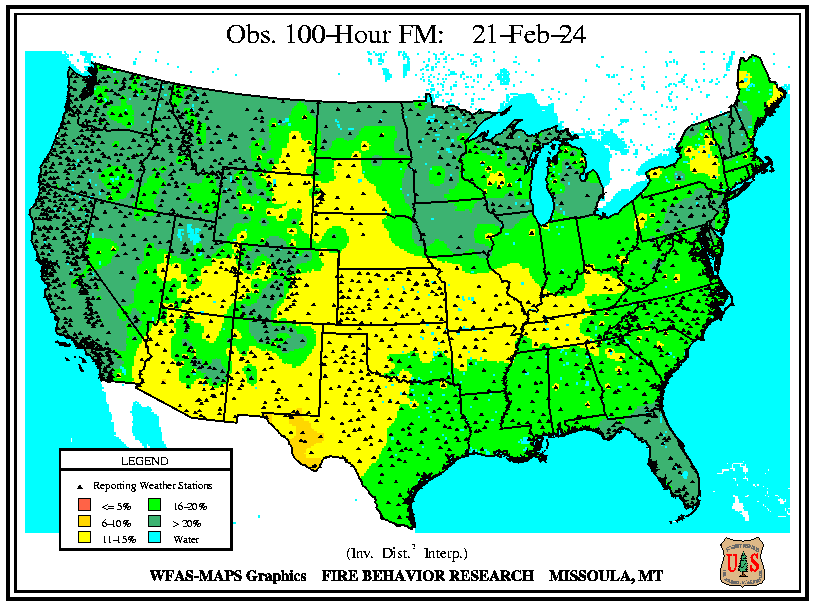 Obs. 100-Hour FM: 21-Feb-24
LEGEND
Reporting Weather Stations
<= 5% 16-20%
6-10% > 20%
11-15% Water
(Inv. Dist.² Interp.)
WFAS-MAPS Graphics FIRE BEHAVIOR RESEARCH MISSOULA, MT
U S